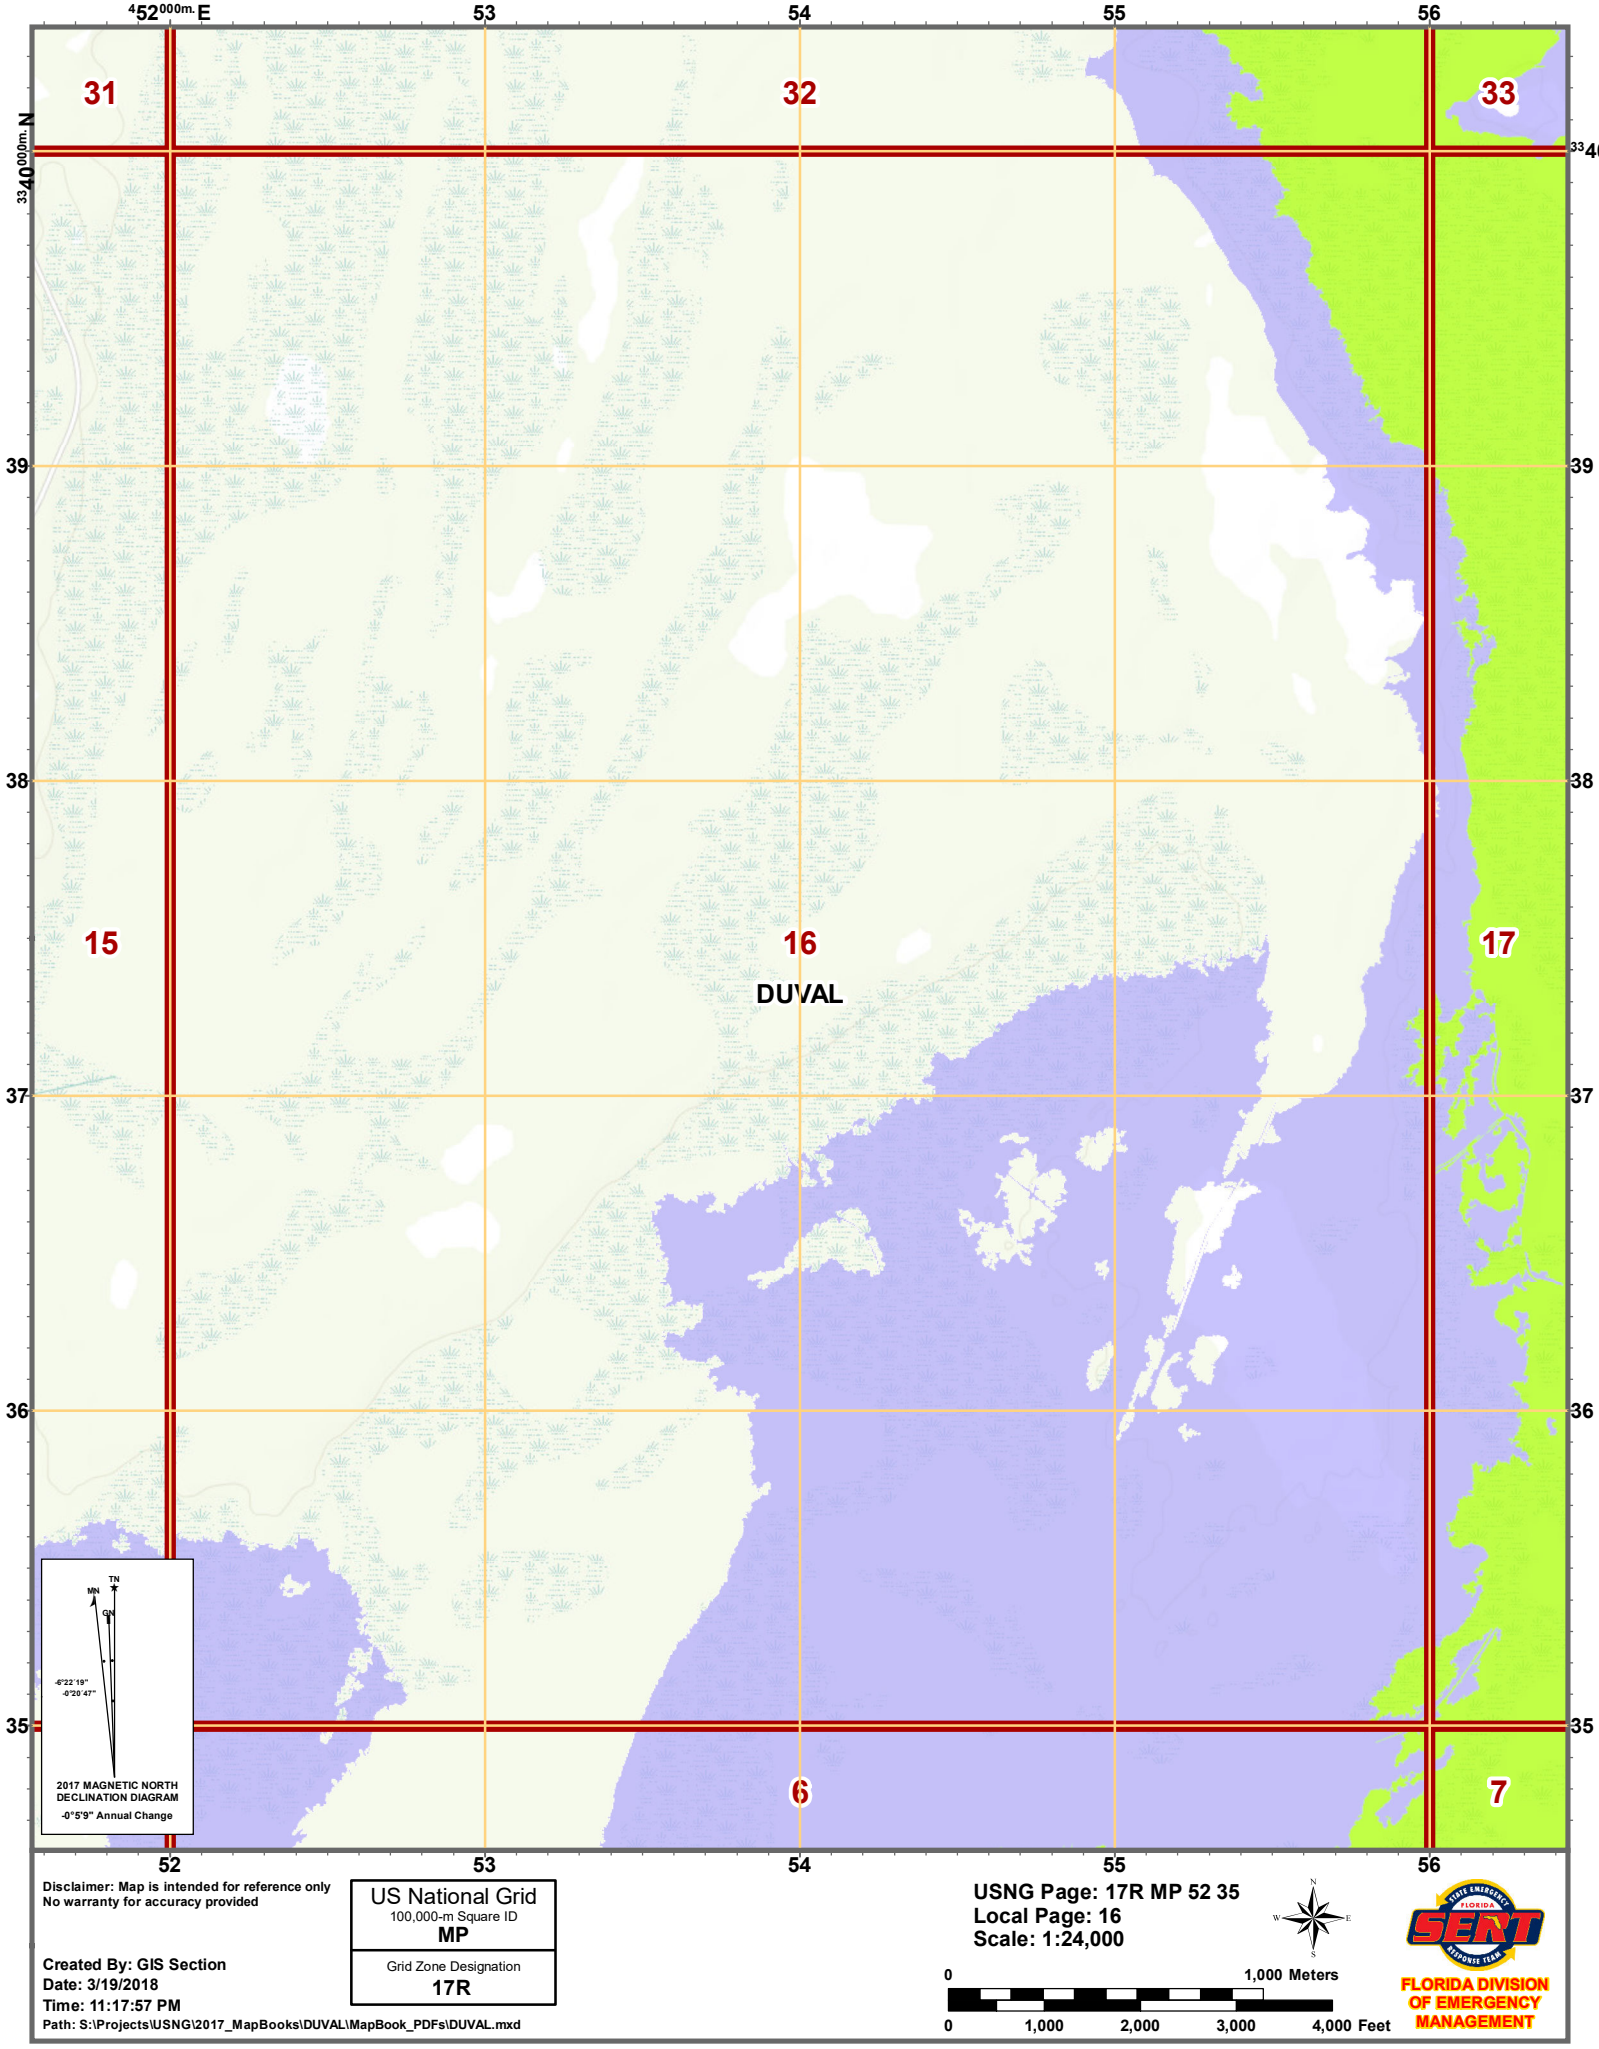 452000m. E 53 54 55 56
31 32 33
3340000m. N
3340
39 39
38 38
15 16 17
DUVAL
37 37
36 36
TN
MN
GN
-6°22'19"
-0°20'47"
2017 MAGNETIC NORTH
DECLINATION DIAGRAM
-0°5'9" Annual Change
35 35
6 7
52 53 54 55 56
Disclaimer: Map is intended for reference only
No warranty for accuracy provided
Created By: GIS Section
Date: 3/19/2018
Time: 11:17:57 PM
Path: S:\Projects\USNG\2017_MapBooks\DUVAL\MapBook_PDFs\DUVAL.mxd
US National Grid
100,000-m Square ID
MP
Grid Zone Designation
17R
USNG Page: 17R MP 52 35
Local Page: 16
Scale: 1:24,000
N
W E
S
0 1,000 Meters
0 1,000 2,000 3,000 4,000 Feet
STATE EMERGENCY
FLORIDA
SERT
RESPONSE TEAM
FLORIDA DIVISION
OF EMERGENCY
MANAGEMENT